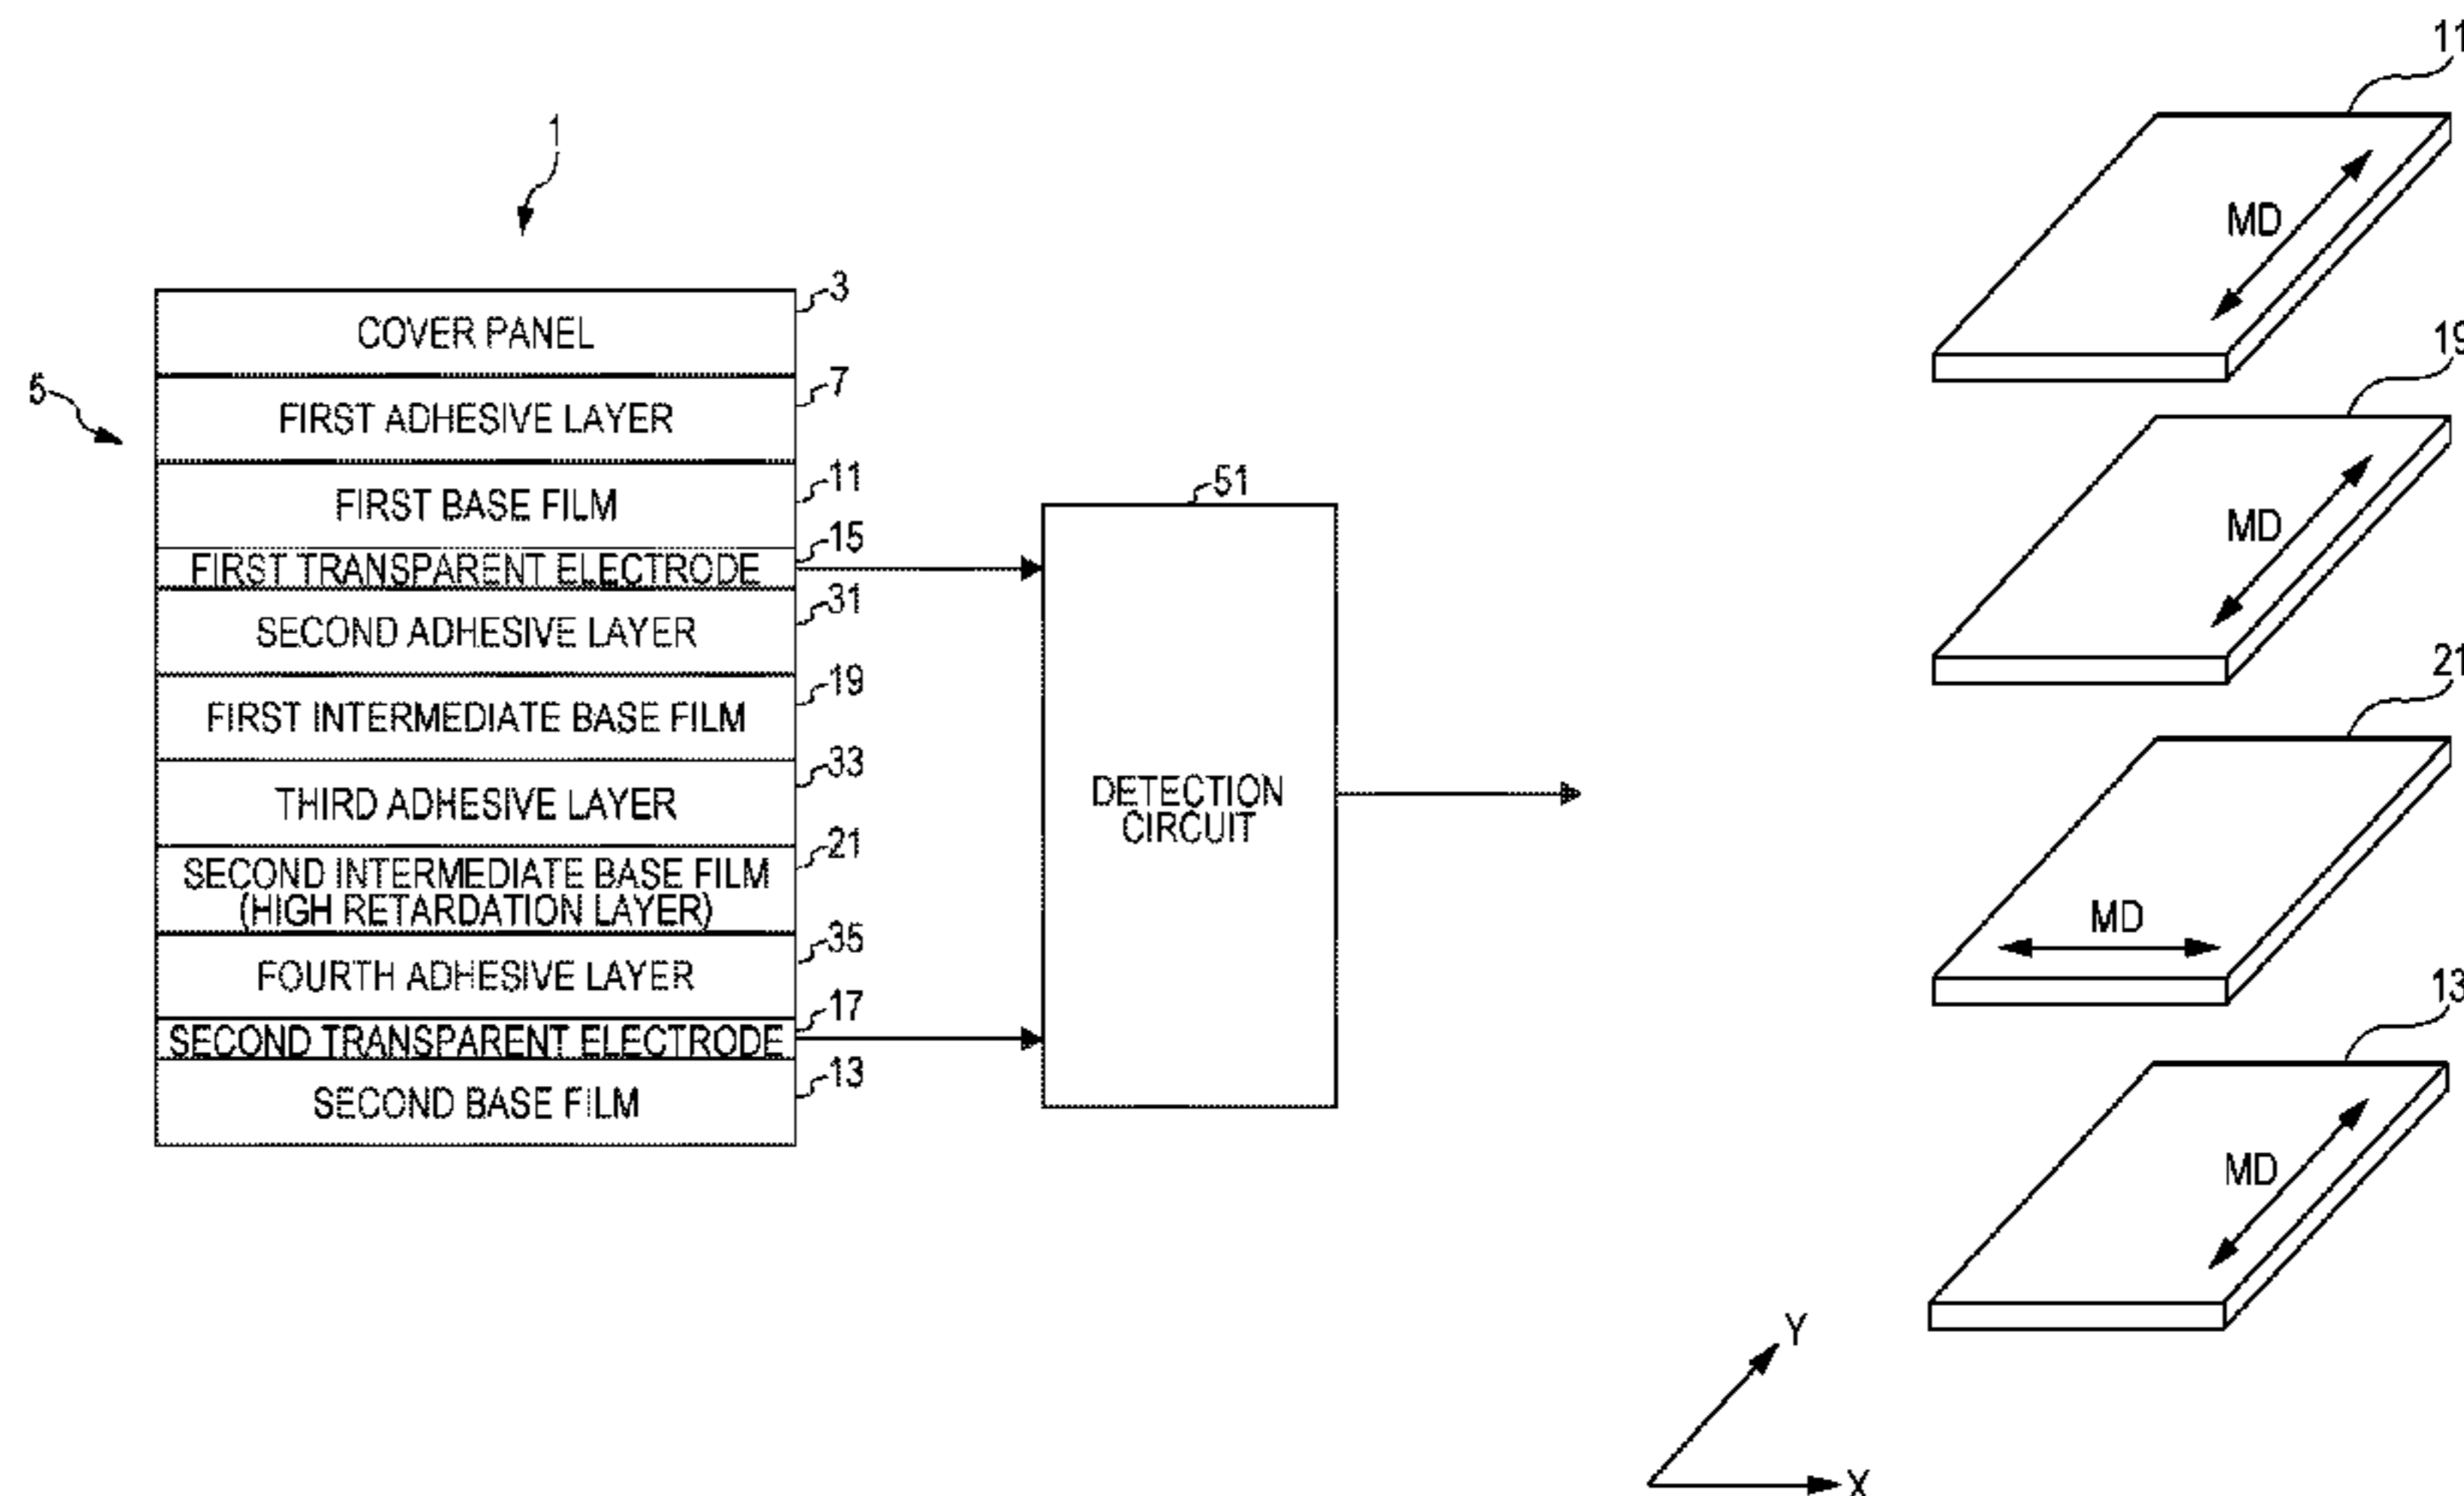 1
5
COVER PANEL
3
FIRST ADHESIVE LAYER
7
FIRST BASE FILM
11
FIRST TRANSPARENT ELECTRODE
15
SECOND ADHESIVE LAYER
31
FIRST INTERMEDIATE BASE FILM
19
THIRD ADHESIVE LAYER
33
SECOND INTERMEDIATE BASE FILM
(HIGH RETARDATION LAYER)
21
FOURTH ADHESIVE LAYER
35
SECOND TRANSPARENT ELECTRODE
17
SECOND BASE FILM
13
51
DETECTION
CIRCUIT
11
MD
19
MD
21
MD
13
MD
Y
X